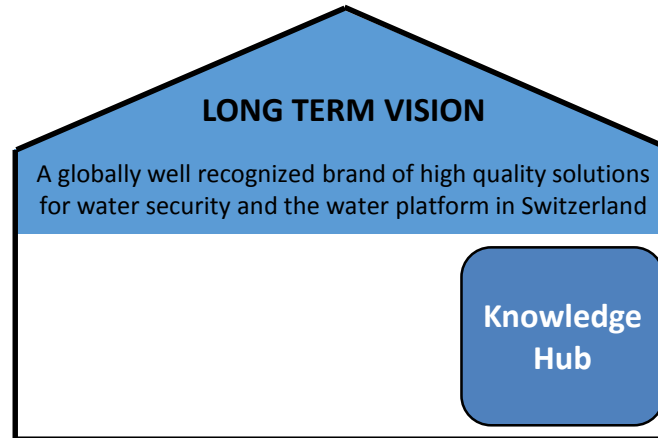 LONG TERM VISION
A globally well recognized brand of high quality solutions
for water security and the water platform in Switzerland
Knowledge
Hub